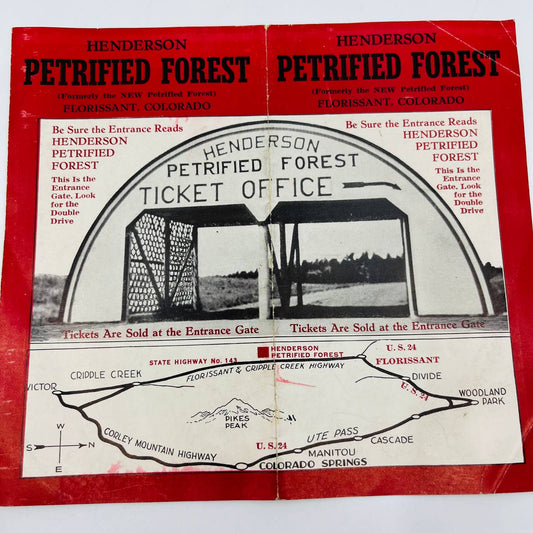 HENDERSON
PETRIFIED FOREST
(Formerly the NEW Petrified Forest)
FLORISSANT, COLORADO
HENDERSON
PETRIFIED FOREST
(Formerly the NEW Petrified Forest)
FLORISSANT, COLORADO
Be Sure the Entrance Reads
HENDERSON
PETRIFIED
FOREST
This is the
Entrance
Gate, Look
for the
Double
Drive
HENDERSON
PETRIFIED FOREST
TICKET OFFICE
Be Sure the Entrance Reads
HENDERSON
PETRIFIED
FOREST
This is the
Entrance
Gate, Look
for the
Double
Drive
Tickets Are Sold at the Entrance Gate
Tickets Are Sold at the Entrance Gate
HENDERSON
PETRIFIED FOREST
U. S. 24
STATE HIGHWAY No. 143
FLORISSANT
FLORISSANT & CRIPPLE CREEK HIGHWAY
CRIPPLE CREEK
DIVIDE
VICTOR
U. S. 24
WOODLAND
PARK
PIKES
PEAK
CORLEY MOUNTAIN HIGHWAY
U. S. 24
UTE PASS
CASCADE
MANITOU
COLORADO SPRINGS
W
S
N
E